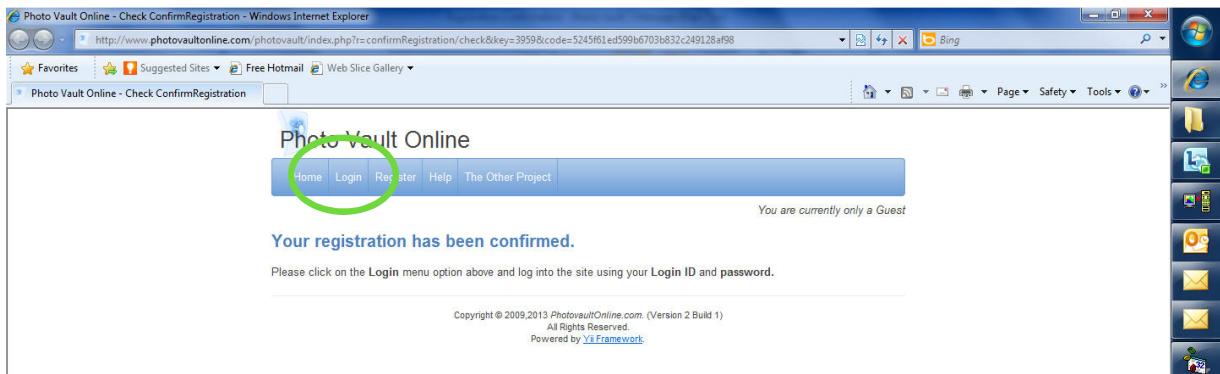 Photo Vault Online - Check ConfirmRegistration - Windows Internet Explorer
http://www.photovaultonline.com/photovault/index.php?r=confirmRegistration/check&key=3959&code=5245f61ed599b6703b832c249128af98
Bing
Favorites Suggested Sites Free Hotmail Web Slice Gallery
Photo Vault Online - Check ConfirmRegistration Page Safety Tools
Photo Vault Online
Home Login Register Help The Other Project
You are currently only a Guest
Your registration has been confirmed.
Please click on the Login menu option above and log into the site using your Login ID and password.
Copyright © 2009,2013 PhotovaultOnline.com. (Version 2 Build 1)
All Rights Reserved.
Powered by Yii Framework.